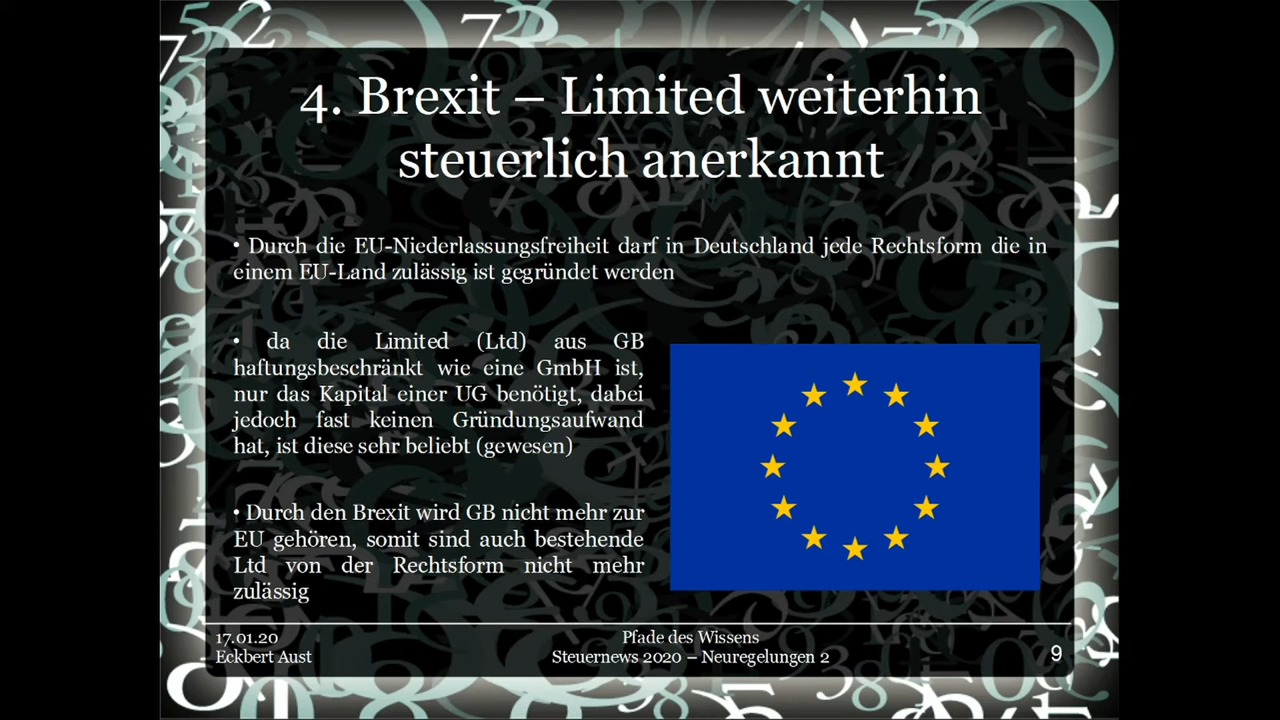 4. Brexit – Limited weiterhin
steuerlich anerkannt
• Durch die EU-Niederlassungsfreiheit darf in Deutschland jede Rechtsform die in
einem EU-Land zulässig ist gegründet werden
• da die Limited (Ltd) aus GB
haftungsbeschränkt wie eine GmbH ist,
nur das Kapital einer UG benötigt, dabei
jedoch fast keinen Gründungsaufwand
hat, ist diese sehr beliebt (gewesen)
• Durch den Brexit wird GB nicht mehr zur
EU gehören, somit sind auch bestehende
Ltd von der Rechtsform nicht mehr
zulässig
17.01.20
Eckbert Aust
Pfade des Wissens
Steuernews 2020 – Neuregelungen 2
9